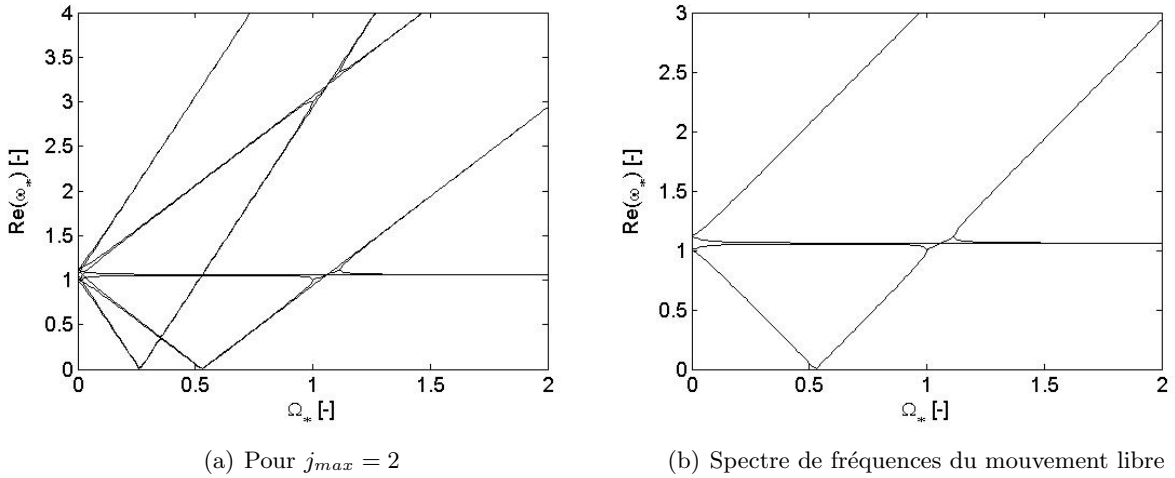 4
3.5
3
2.5
2
1.5
1
0.5
0
Re(ω*) [-]
0 0.5 1 1.5 2
Ω* [-]
(a) Pour jmax = 2
3
2.5
2
1.5
1
0.5
0
Re(ω*) [-]
0 0.5 1 1.5 2
Ω* [-]
(b) Spectre de fréquences du mouvement libre